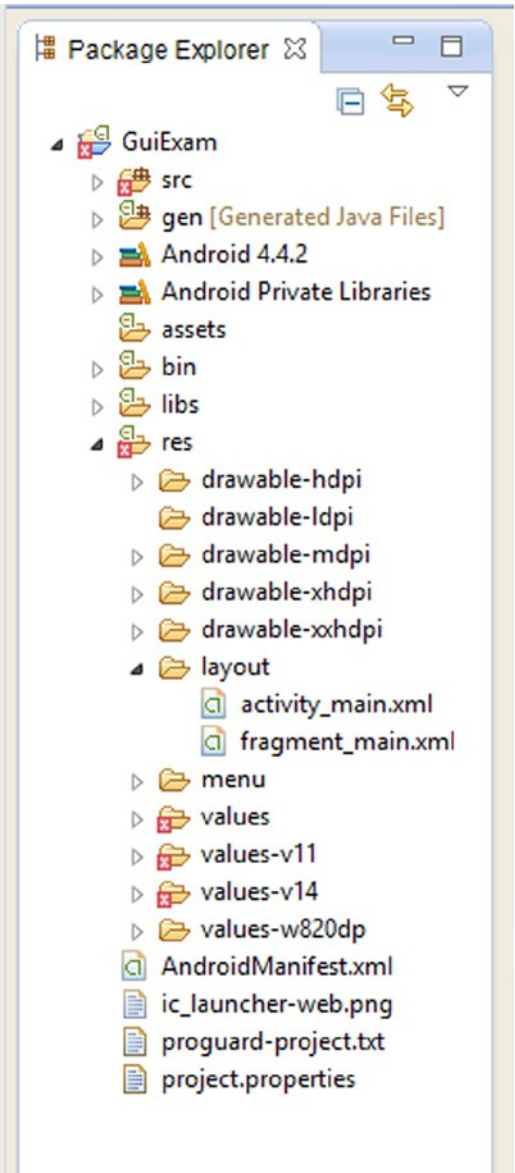 Package Explorer
GuiExam
src
gen [Generated Java Files]
Android 4.4.2
Android Private Libraries
assets
bin
libs
res
drawable-hdpi
drawable-ldpi
drawable-mdpi
drawable-xhdpi
drawable-xxhdpi
layout
activity_main.xml
fragment_main.xml
menu
values
values-v11
values-v14
values-w820dp
AndroidManifest.xml
ic_launcher-web.png
proguard-project.txt
project.properties